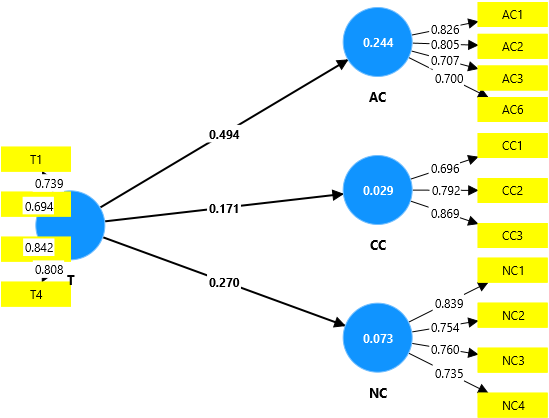 AC1
0.826
AC2
0.244
0.805
0.707
AC3
0.700
AC
AC6
0.494
CC1
T1
0.696
0.739
0.694
0.029
0.792
CC2
0.171
0.869
0.842
CC
CC3
0.808
T
NC1
T4
0.270
0.839
NC2
0.754
0.073
0.760
NC3
0.735
NC
NC4